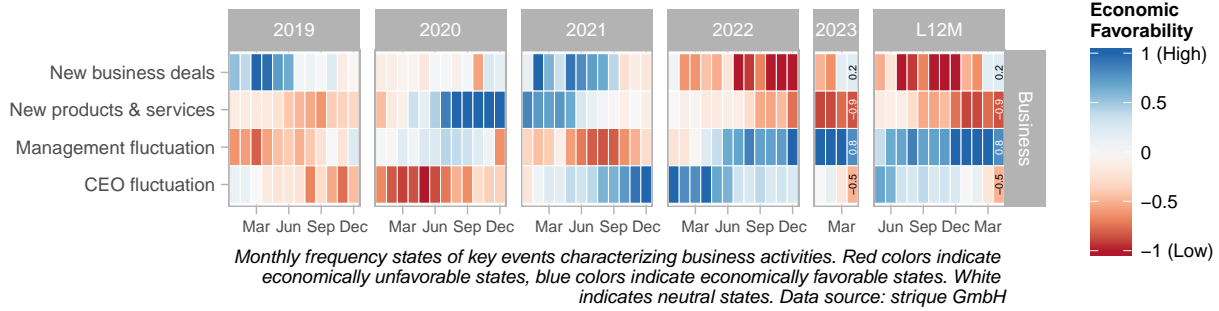 2019 2020 2021 2022 2023 L12M
Economic
Favorability
1 (High)
0.5
0
−0.5
−1 (Low)
New business deals
New products & services
Management fluctuation
CEO fluctuation
0.2 0.2
−0.9 −0.9
0.8 0.8
−0.5 −0.5
Business
Mar Jun Sep Dec Mar Jun Sep Dec Mar Jun Sep Dec Mar Jun Sep Dec Mar Jun Sep Dec Mar
Monthly frequency states of key events characterizing business activities. Red colors indicate
economically unfavorable states, blue colors indicate economically favorable states. White
indicates neutral states. Data source: strique GmbH